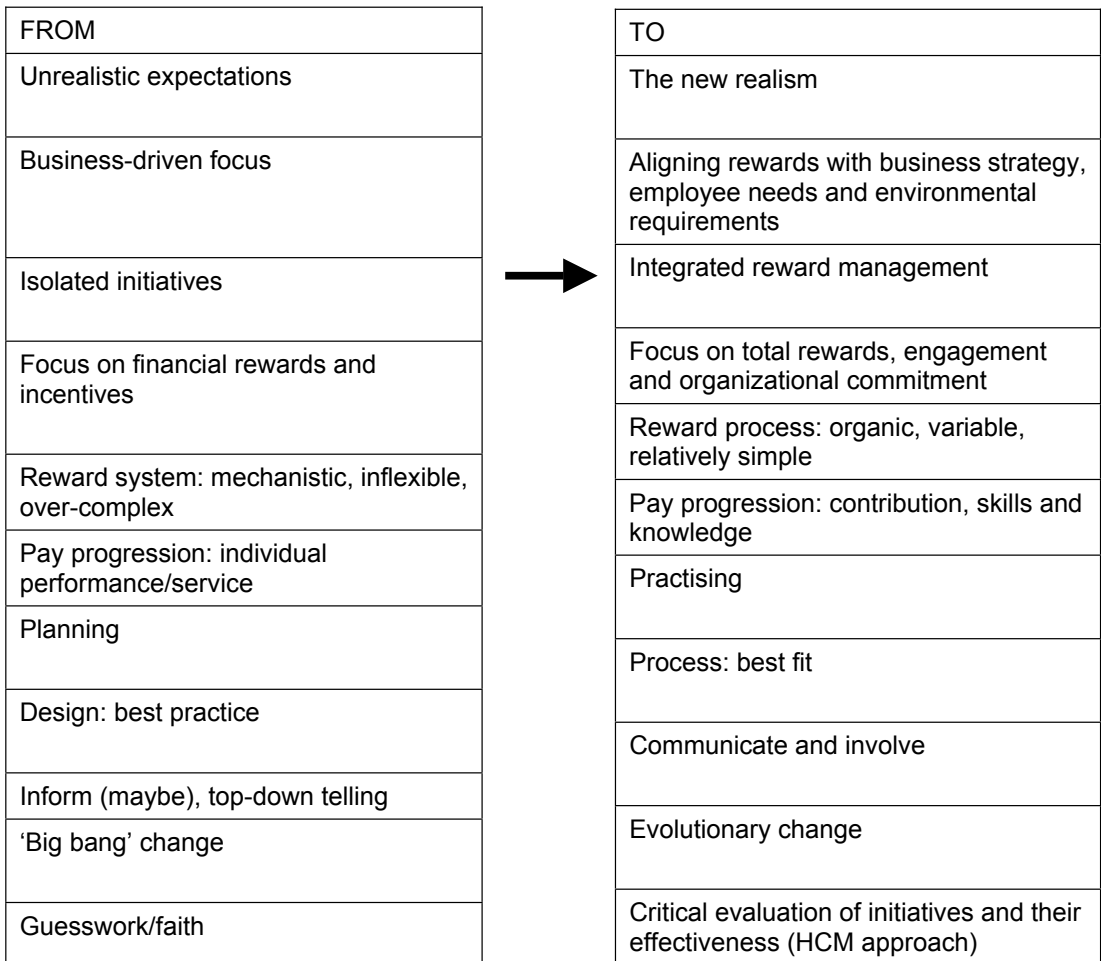 FROM
Unrealistic expectations
Business-driven focus
Isolated initiatives
Focus on financial rewards and
incentives
Reward system: mechanistic, inflexible,
over-complex
Pay progression: individual
performance/service
Planning
Design: best practice
Inform (maybe), top-down telling
‘Big bang’ change
Guesswork/faith
TO
The new realism
Aligning rewards with business strategy,
employee needs and environmental
requirements
Integrated reward management
Focus on total rewards, engagement
and organizational commitment
Reward process: organic, variable,
relatively simple
Pay progression: contribution, skills and
knowledge
Practising
Process: best fit
Communicate and involve
Evolutionary change
Critical evaluation of initiatives and their
effectiveness (HCM approach)